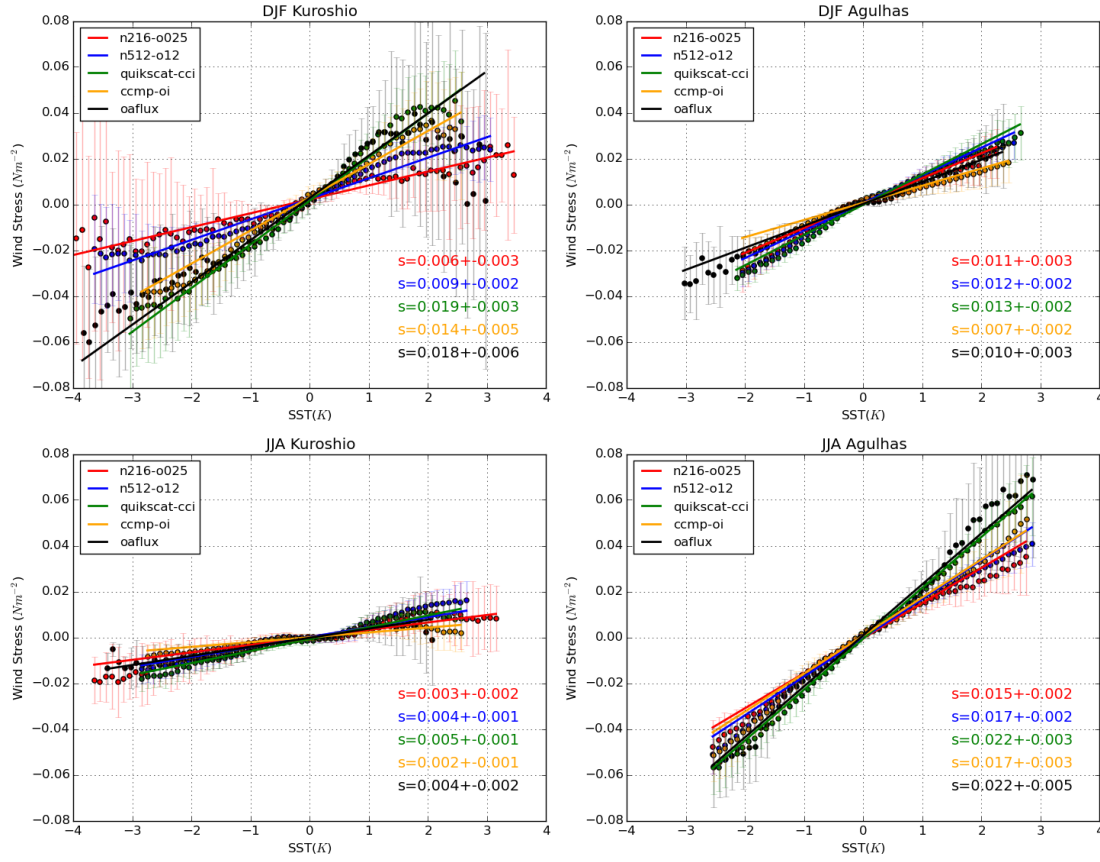 DJF Kuroshio
n216-o025
n512-o12
quikscat-cci
ccmp-oi
oaflux
0.08
0.06
0.04
0.02
0.00
−0.02
−0.04
−0.06
−0.08
Wind Stress (Nm⁻²)
s=0.006+-0.003
s=0.009+-0.002
s=0.019+-0.003
s=0.014+-0.005
s=0.018+-0.006
−4 −3 −2 −1 0 1 2 3 4
SST(K)
DJF Agulhas
n216-o025
n512-o12
quikscat-cci
ccmp-oi
oaflux
0.08
0.06
0.04
0.02
0.00
−0.02
−0.04
−0.06
−0.08
Wind Stress (Nm⁻²)
s=0.011+-0.003
s=0.012+-0.002
s=0.013+-0.002
s=0.007+-0.002
s=0.010+-0.003
−4 −3 −2 −1 0 1 2 3 4
SST(K)
JJA Kuroshio
n216-o025
n512-o12
quikscat-cci
ccmp-oi
oaflux
0.08
0.06
0.04
0.02
0.00
−0.02
−0.04
−0.06
−0.08
Wind Stress (Nm⁻²)
s=0.003+-0.002
s=0.004+-0.001
s=0.005+-0.001
s=0.002+-0.001
s=0.004+-0.002
−4 −3 −2 −1 0 1 2 3 4
SST(K)
JJA Agulhas
n216-o025
n512-o12
quikscat-cci
ccmp-oi
oaflux
0.08
0.06
0.04
0.02
0.00
−0.02
−0.04
−0.06
−0.08
Wind Stress (Nm⁻²)
s=0.015+-0.002
s=0.017+-0.002
s=0.022+-0.003
s=0.017+-0.003
s=0.022+-0.005
−4 −3 −2 −1 0 1 2 3 4
SST(K)